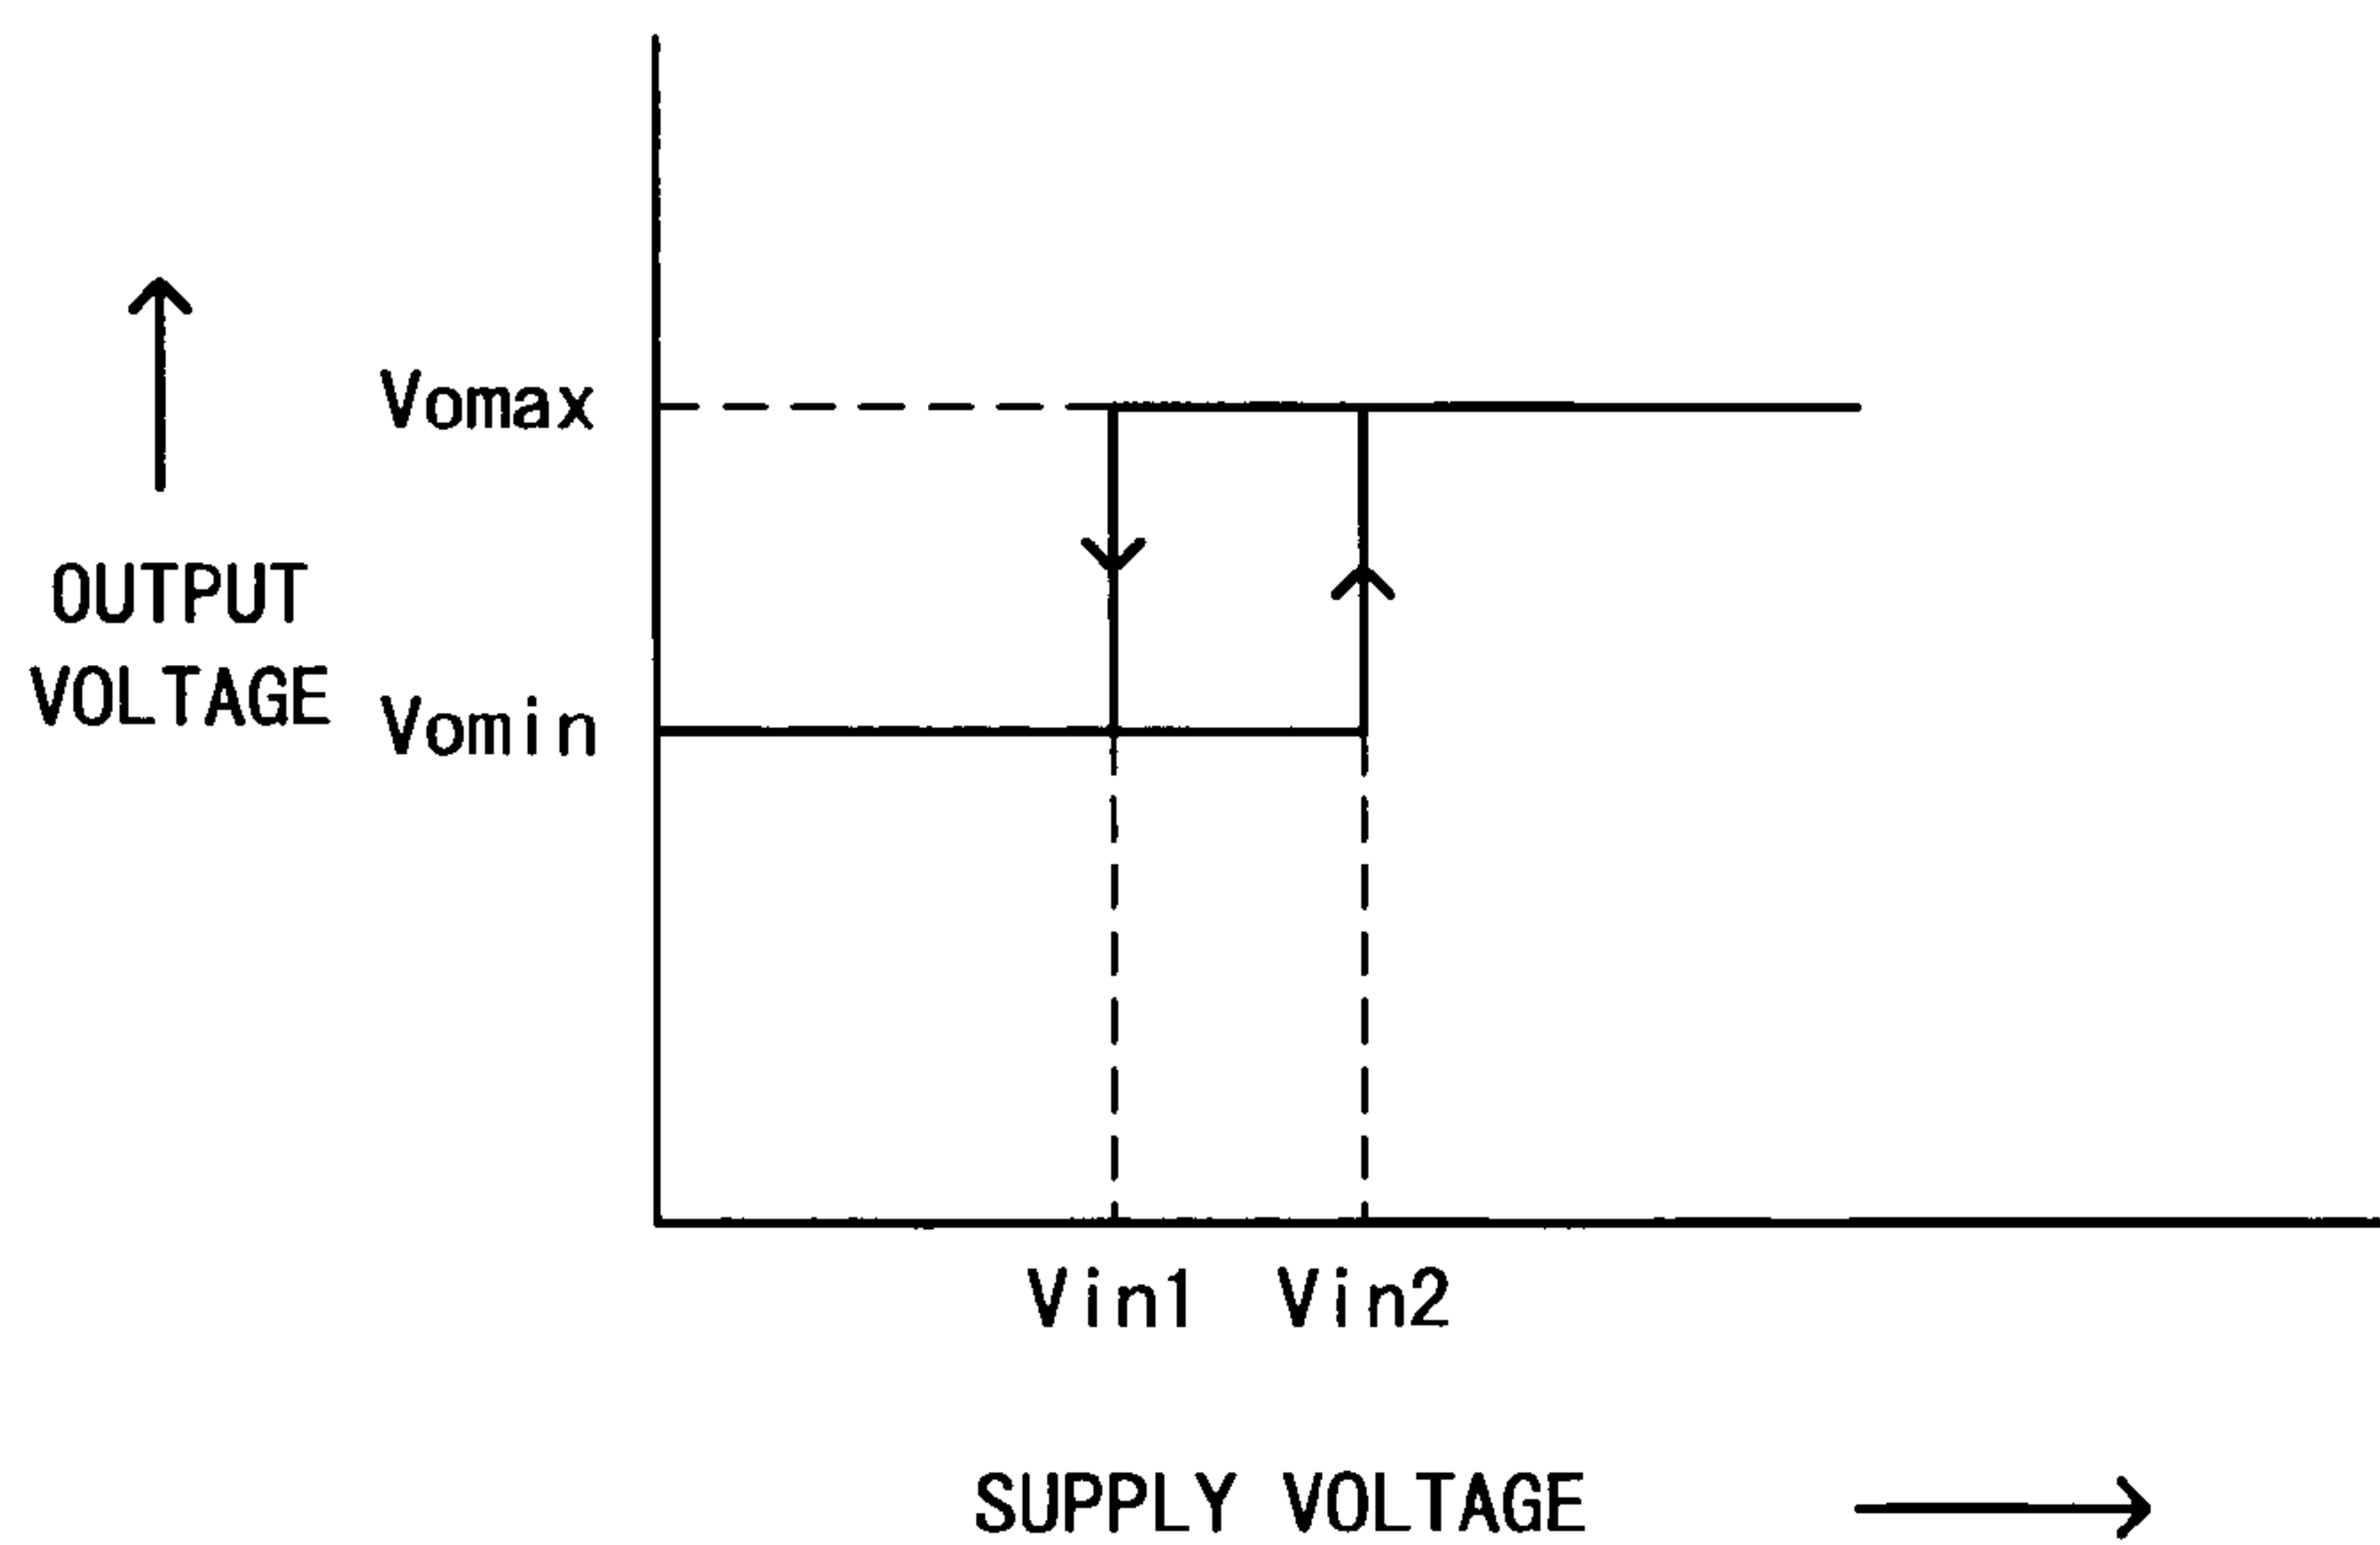 Vomax
OUTPUT
VOLTAGE
Vomin
Vin1 Vin2
SUPPLY VOLTAGE